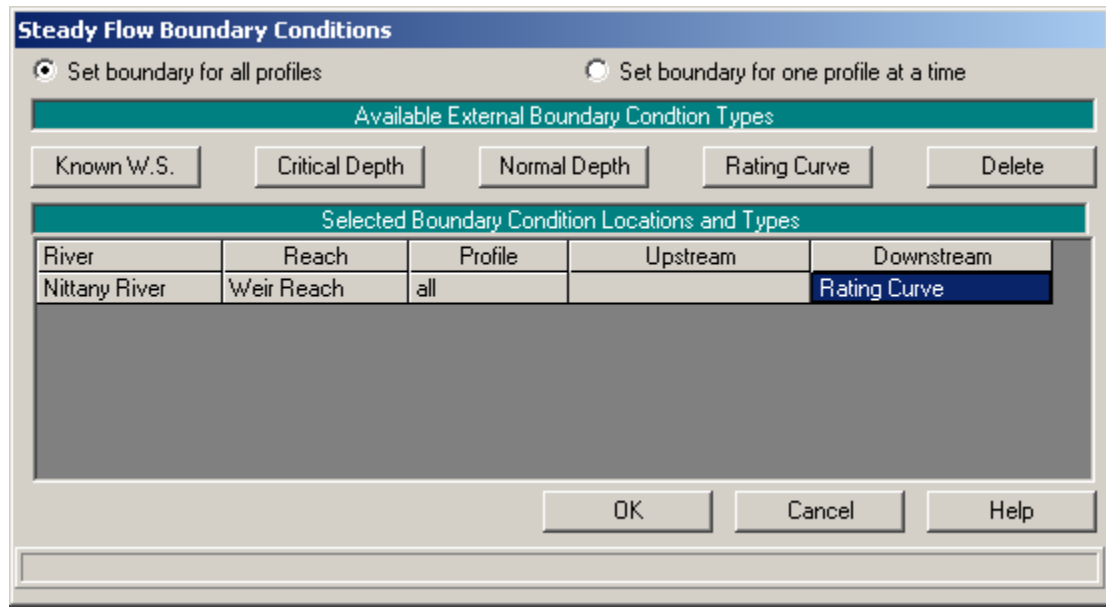 Steady Flow Boundary Conditions
Set boundary for all profiles Set boundary for one profile at a time
Available External Boundary Condtion Types
Known W.S. Critical Depth Normal Depth Rating Curve Delete
Selected Boundary Condition Locations and Types
River Reach Profile Upstream Downstream
Nittany River Weir Reach all Rating Curve
OK Cancel Help